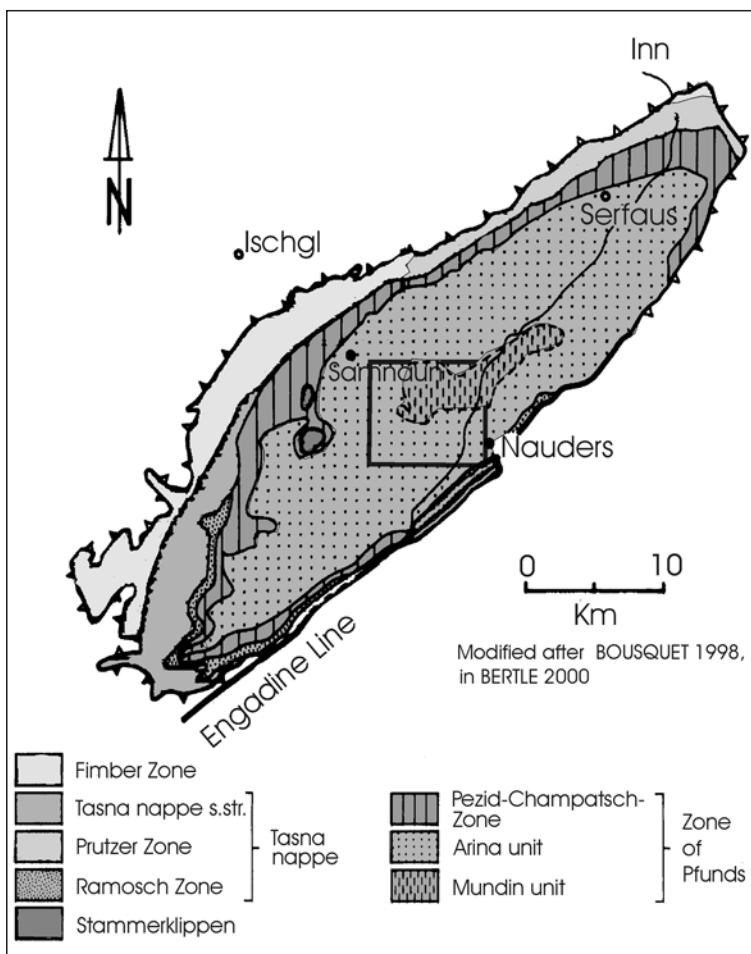 Inn
N
Ischgl
Serfaus
Samnaun
Nauders
0 10
Km
Engadine Line
Modified after BOUSQUET 1998,
in BERTLE 2000
Fimber Zone
Tasna nappe s.str.
Prutzer Zone
Ramosch Zone
Tasna
nappe
Stammerklippen
Pezid-Champatsch-
Zone
Arina unit
Mundin unit
Zone
of
Pfunds